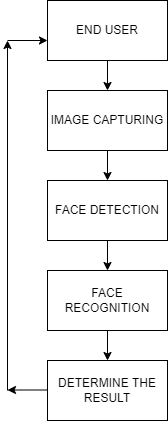 END USER
IMAGE CAPTURING
FACE DETECTION
FACE
RECOGNITION
DETERMINE THE
RESULT